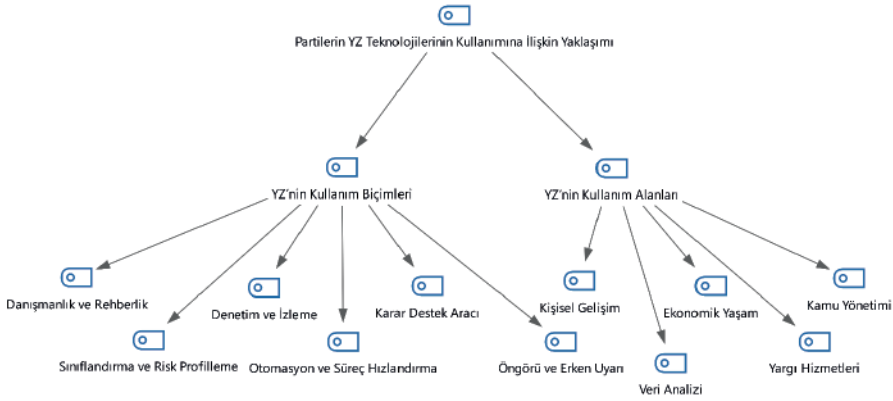 Partilerin YZ Teknolojilerinin Kullanımına İlişkin Yaklaşımı
YZ'nin Kullanım Biçimleri
YZ'nin Kullanım Alanları
Danışmanlık ve Rehberlik
Denetim ve İzleme
Karar Destek Aracı
Kişisel Gelişim
Ekonomik Yaşam
Kamu Yönetimi
Sınıflandırma ve Risk Profilleme
Otomasyon ve Süreç Hızlandırma
Öngörü ve Erken Uyarı
Veri Analizi
Yargı Hizmetleri